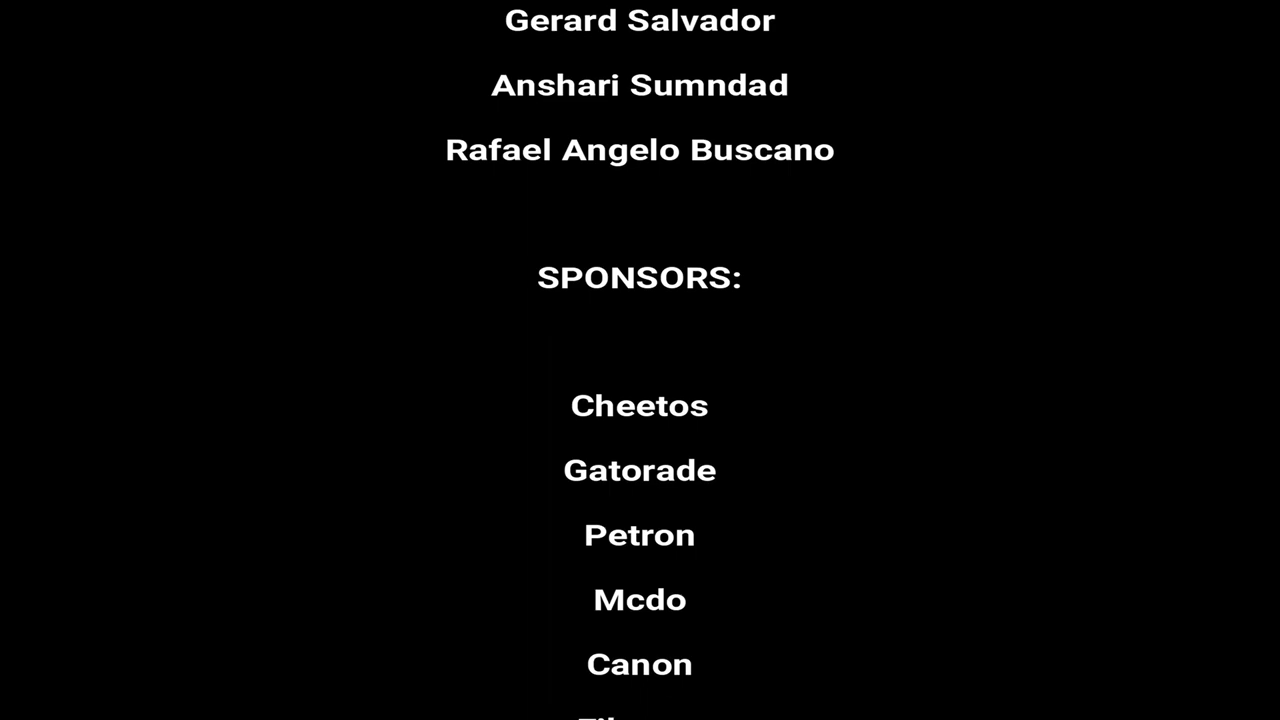 Gerard Salvador
Anshari Sumndad
Rafael Angelo Buscano
SPONSORS:
Cheetos
Gatorade
Petron
Mcdo
Canon